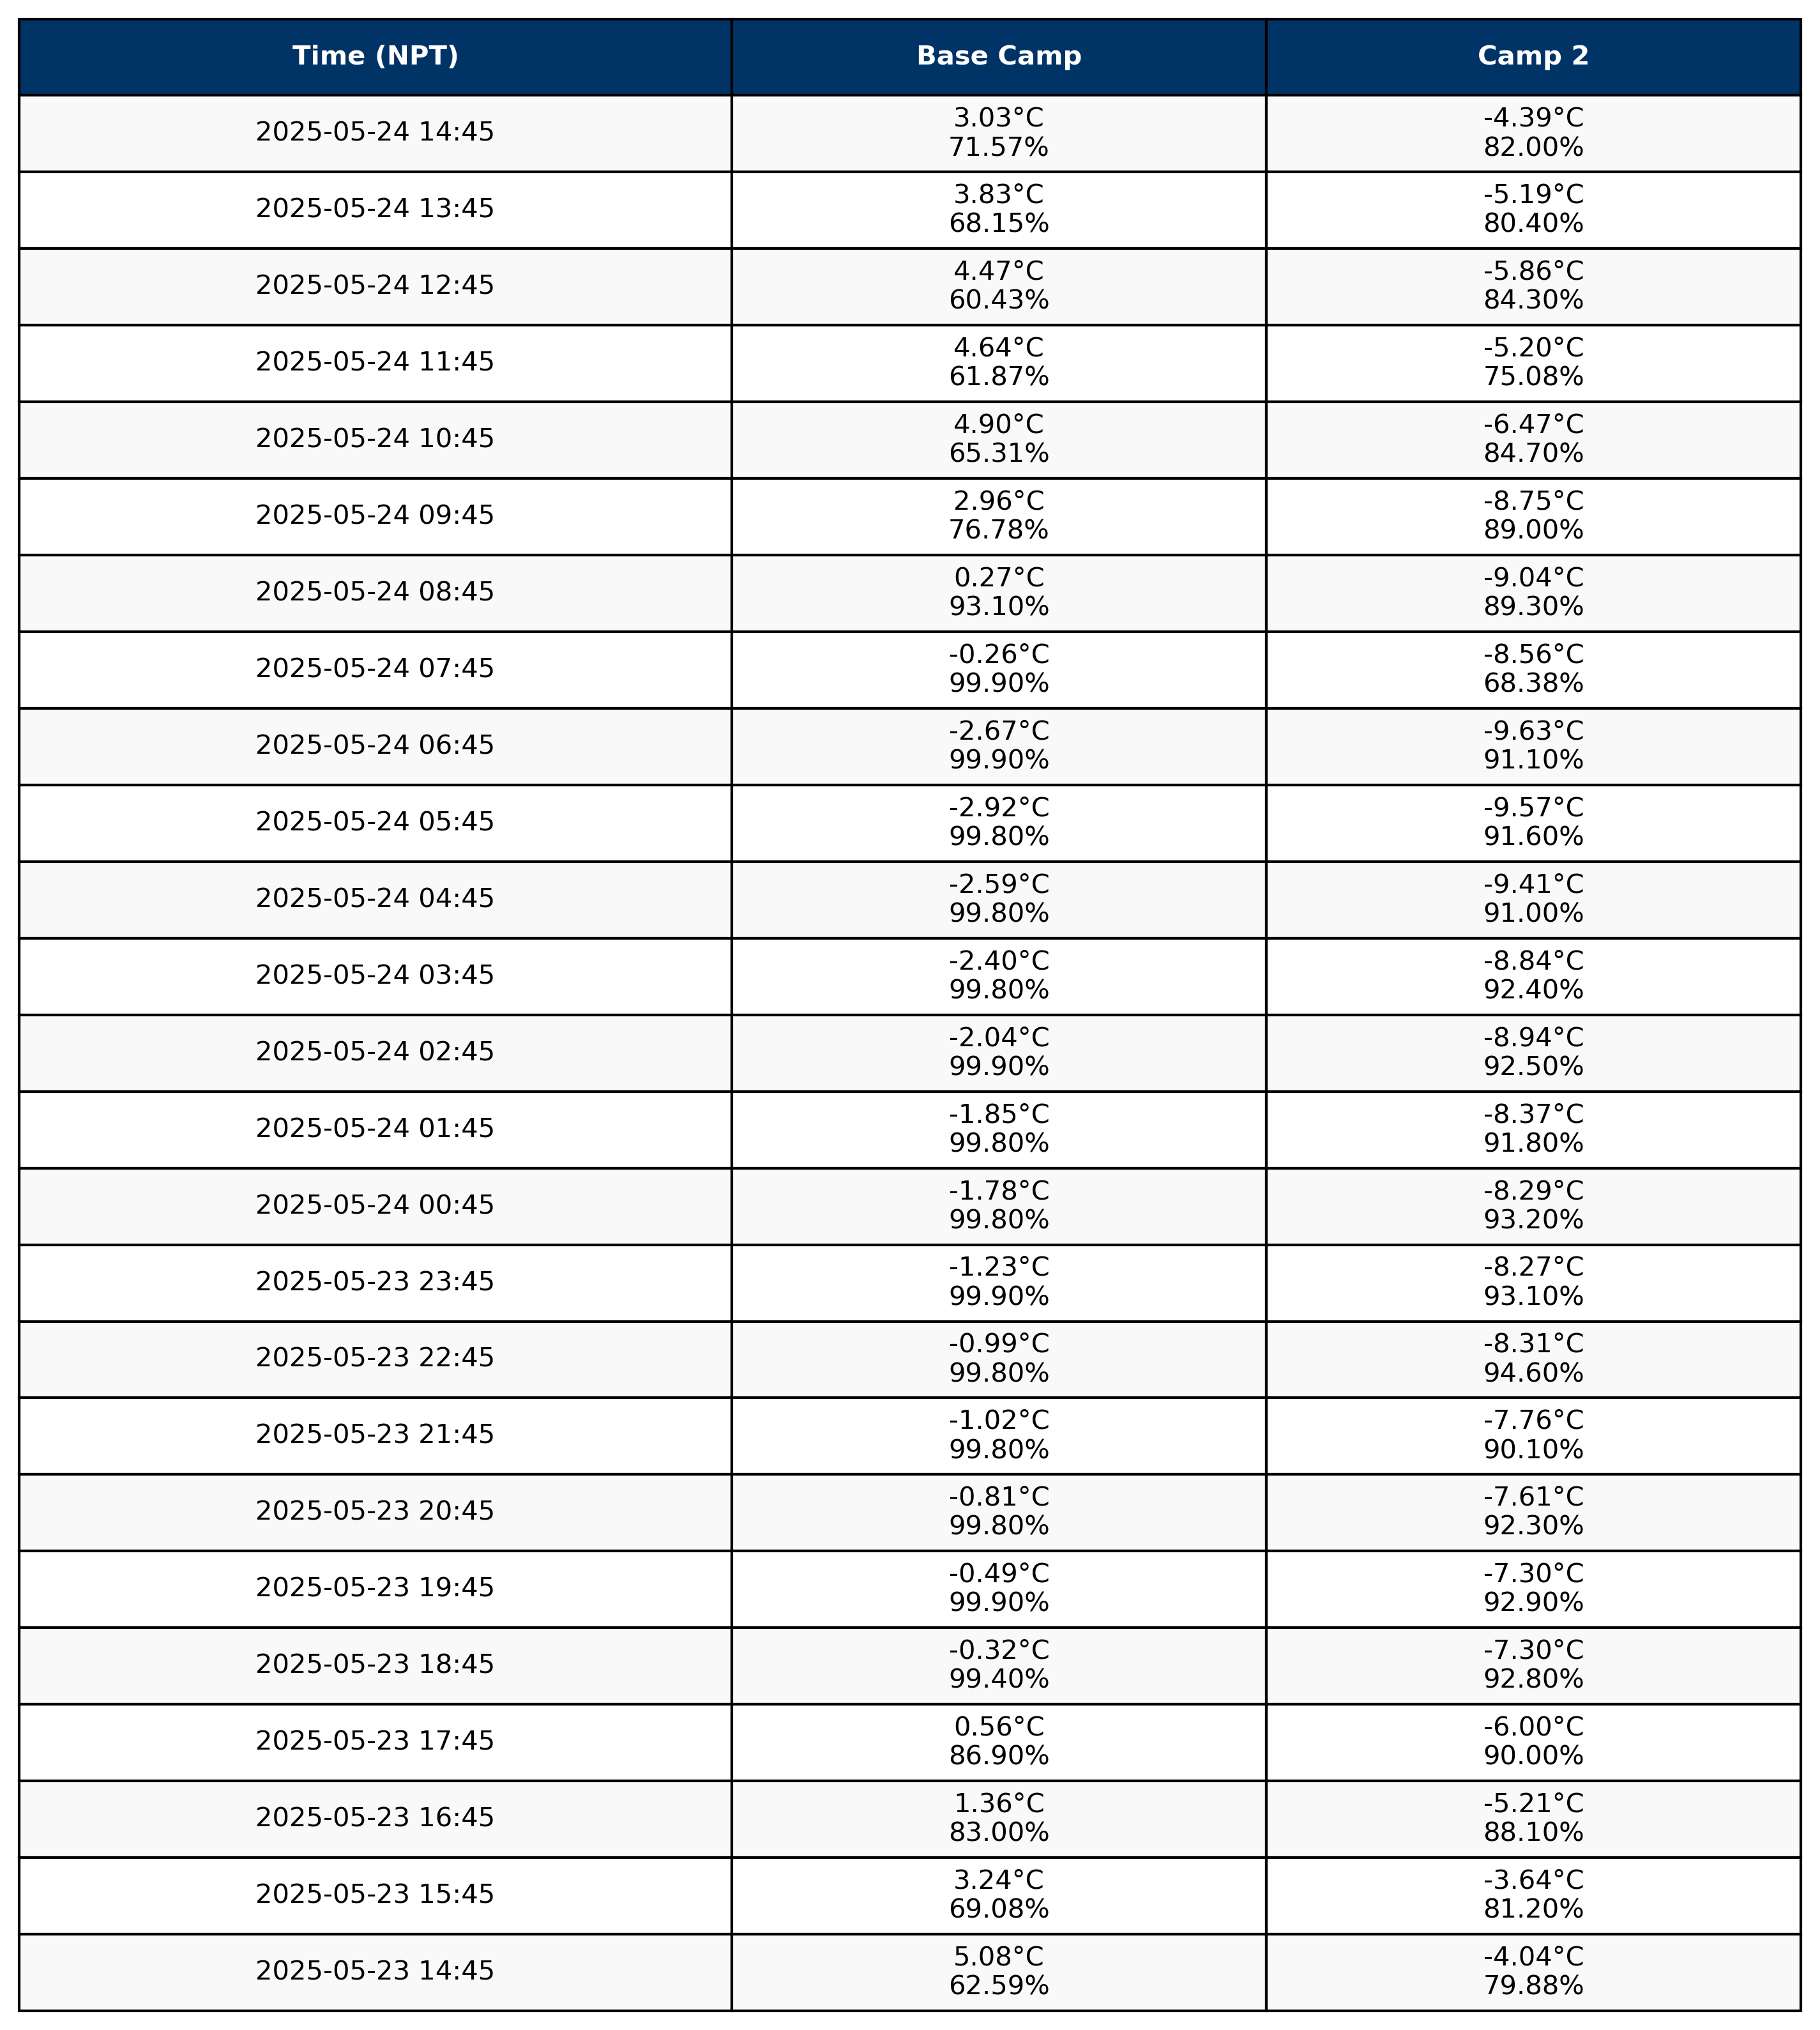 Time (NPT) Base Camp Camp 2
2025-05-24 14:45 3.03°C -4.39°C
71.57% 82.00%
2025-05-24 13:45 3.83°C -5.19°C
68.15% 80.40%
2025-05-24 12:45 4.47°C -5.86°C
60.43% 84.30%
2025-05-24 11:45 4.64°C -5.20°C
61.87% 75.08%
2025-05-24 10:45 4.90°C -6.47°C
65.31% 84.70%
2025-05-24 09:45 2.96°C -8.75°C
76.78% 89.00%
2025-05-24 08:45 0.27°C -9.04°C
93.10% 89.30%
2025-05-24 07:45 -0.26°C -8.56°C
99.90% 68.38%
2025-05-24 06:45 -2.67°C -9.63°C
99.90% 91.10%
2025-05-24 05:45 -2.92°C -9.57°C
99.80% 91.60%
2025-05-24 04:45 -2.59°C -9.41°C
99.80% 91.00%
2025-05-24 03:45 -2.40°C -8.84°C
99.80% 92.40%
2025-05-24 02:45 -2.04°C -8.94°C
99.90% 92.50%
2025-05-24 01:45 -1.85°C -8.37°C
99.80% 91.80%
2025-05-24 00:45 -1.78°C -8.29°C
99.80% 93.20%
2025-05-23 23:45 -1.23°C -8.27°C
99.90% 93.10%
2025-05-23 22:45 -0.99°C -8.31°C
99.80% 94.60%
2025-05-23 21:45 -1.02°C -7.76°C
99.80% 90.10%
2025-05-23 20:45 -0.81°C -7.61°C
99.80% 92.30%
2025-05-23 19:45 -0.49°C -7.30°C
99.90% 92.90%
2025-05-23 18:45 -0.32°C -7.30°C
99.40% 92.80%
2025-05-23 17:45 0.56°C -6.00°C
86.90% 90.00%
2025-05-23 16:45 1.36°C -5.21°C
83.00% 88.10%
2025-05-23 15:45 3.24°C -3.64°C
69.08% 81.20%
2025-05-23 14:45 5.08°C -4.04°C
62.59% 79.88%